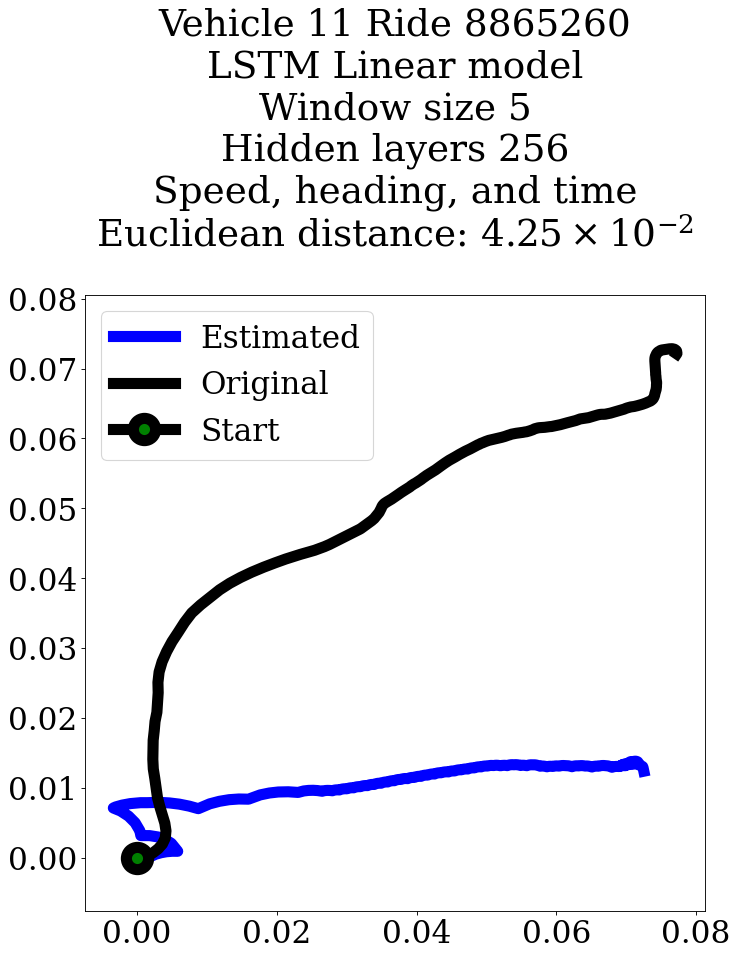 Vehicle 11 Ride 8865260
LSTM Linear model
Window size 5
Hidden layers 256
Speed, heading, and time
Euclidean distance: 4.25 × 10⁻²
0.08
0.07
0.06
0.05
0.04
0.03
0.02
0.01
0.00
Estimated
Original
Start
0.00 0.02 0.04 0.06 0.08